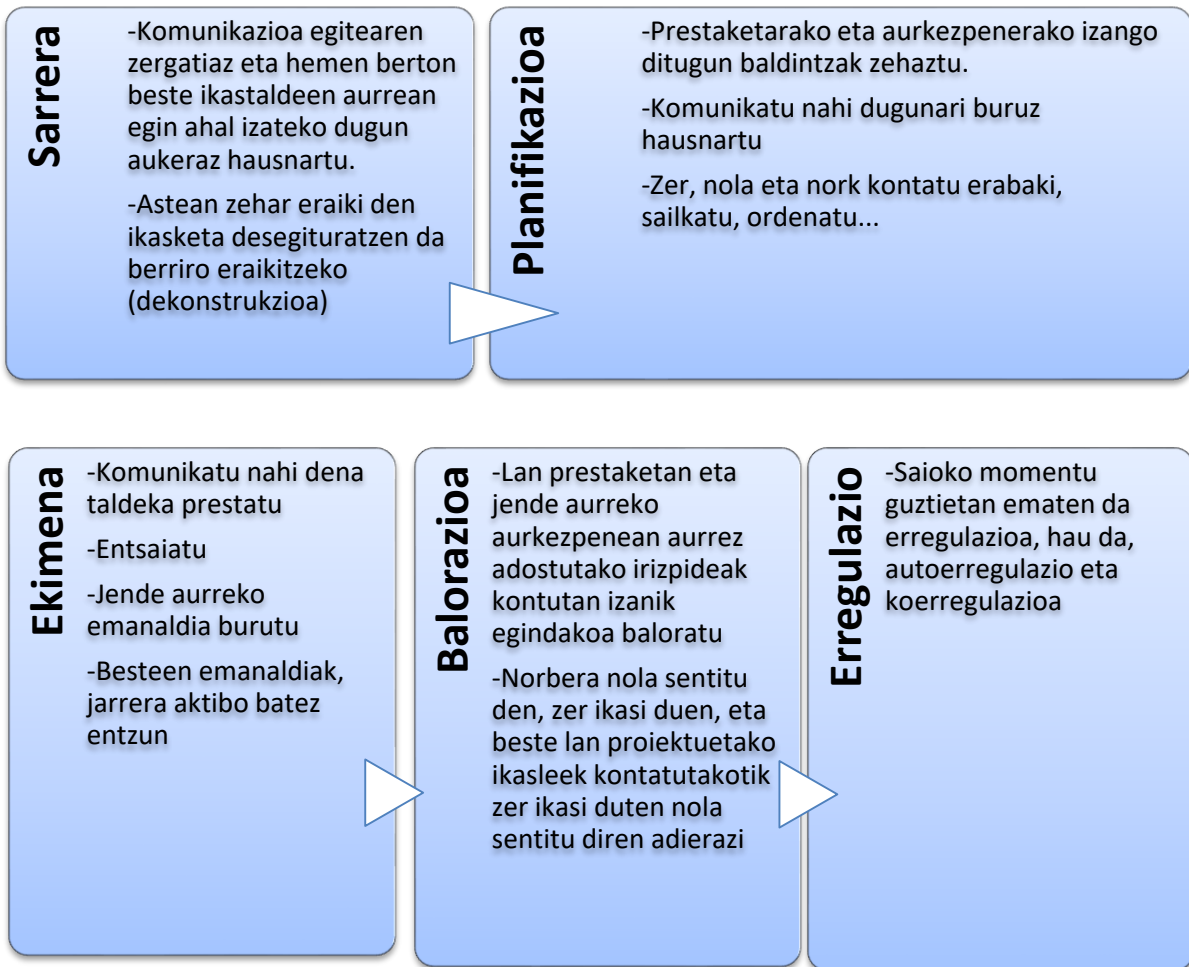 Sarrera
-Komunikazioa egitearen
zergatiaz eta hemen berton
beste ikastaldeen aurrean
egin ahal izateko dugun
aukeraz hausnartu.
-Astean zehar eraiki den
ikasketa desegituratzen da
berriro eraikitzeko
(dekonstrukzioa)
Planifikazioa
-Prestaketarako eta aurkezpenerako izango
ditugun baldintzak zehaztu.
-Komunikatu nahi dugunari buruz
hausnartu
-Zer, nola eta nork kontatu erabaki,
sailkatu, ordenatu...
Ekimena
-Komunikatu nahi dena
taldeka prestatu
-Entsaiatu
-Jende aurreko
emanaldia burutu
-Besteen emanaldiak,
jarrera aktibo batez
entzun
Balorazioa
-Lan prestaketan eta
jende aurreko
aurkezpenean aurrez
adostutako irizpideak
kontutan izanik
egindakoa baloratu
-Norbera nola sentitu
den, zer ikasi duen, eta
beste lan proiektuetako
ikasleek kontatutakotik
zer ikasi duten nola
sentitu diren adierazi
Erregulazio
-Saioko momentu
guztietan ematen da
erregulazioa, hau da,
autoerregulazio eta
koerregulazioa